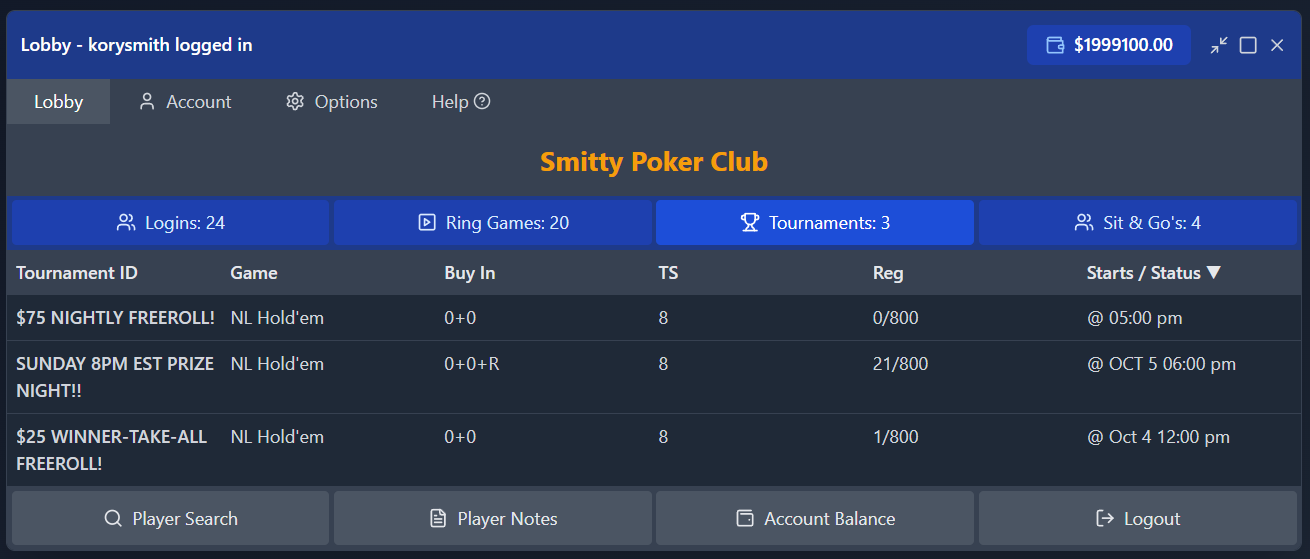 Lobby - korysmith logged in
$1999100.00
Lobby Account Options Help
Smitty Poker Club
Logins: 24 Ring Games: 20 Tournaments: 3 Sit & Go's: 4
Tournament ID Game Buy In TS Reg Starts / Status ▼
$75 NIGHTLY FREEROLL! NL Hold'em 0+0 8 0/800 @ 05:00 pm
SUNDAY 8PM EST PRIZE NL Hold'em 0+0+R 8 21/800 @ OCT 5 06:00 pm
NIGHT!!
$25 WINNER-TAKE-ALL NL Hold'em 0+0 8 1/800 @ Oct 4 12:00 pm
FREEROLL!
Player Search Player Notes Account Balance Logout